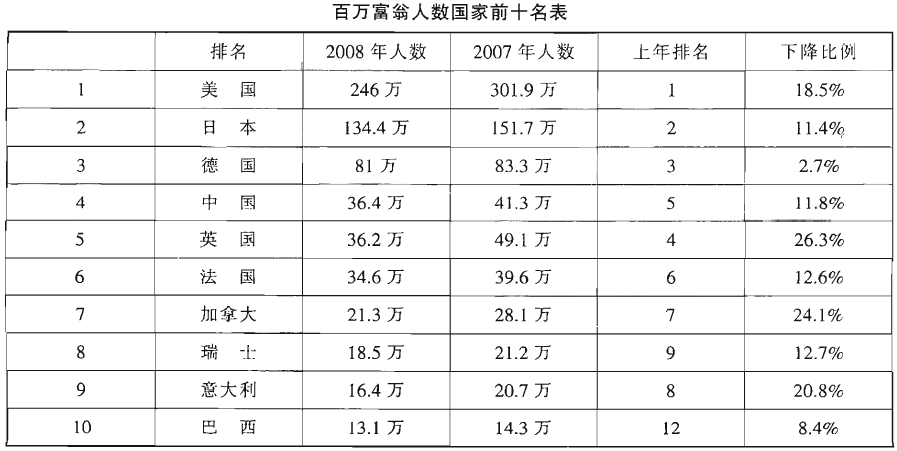 百万富翁人数国家前十名表
排名 2008 年人数 2007 年人数 上年排名 下降比例
1 美 国 246 万 301.9 万 1 18.5%
2 日 本 134.4 万 151.7 万 2 11.4%
3 德 国 81 万 83.3 万 3 2.7%
4 中 国 36.4 万 41.3 万 5 11.8%
5 英 国 36.2 万 49.1 万 4 26.3%
6 法 国 34.6 万 39.6 万 6 12.6%
7 加拿大 21.3 万 28.1 万 7 24.1%
8 瑞 士 18.5 万 21.2 万 9 12.7%
9 意大利 16.4 万 20.7 万 8 20.8%
10 巴 西 13.1 万 14.3 万 12 8.4%